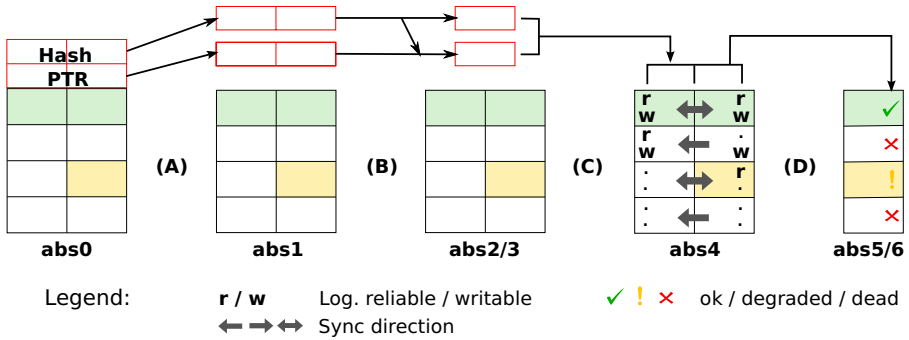 Hash
PTR
(A)
(B)
(C)
(D)
r r
w w
r .
w w
. r
. .
. .
. .
✓
×
!
×
abs0
abs1
abs2/3
abs4
abs5/6
Legend:
r / w Log. reliable / writable
✓ ! × ok / degraded / dead
Sync direction